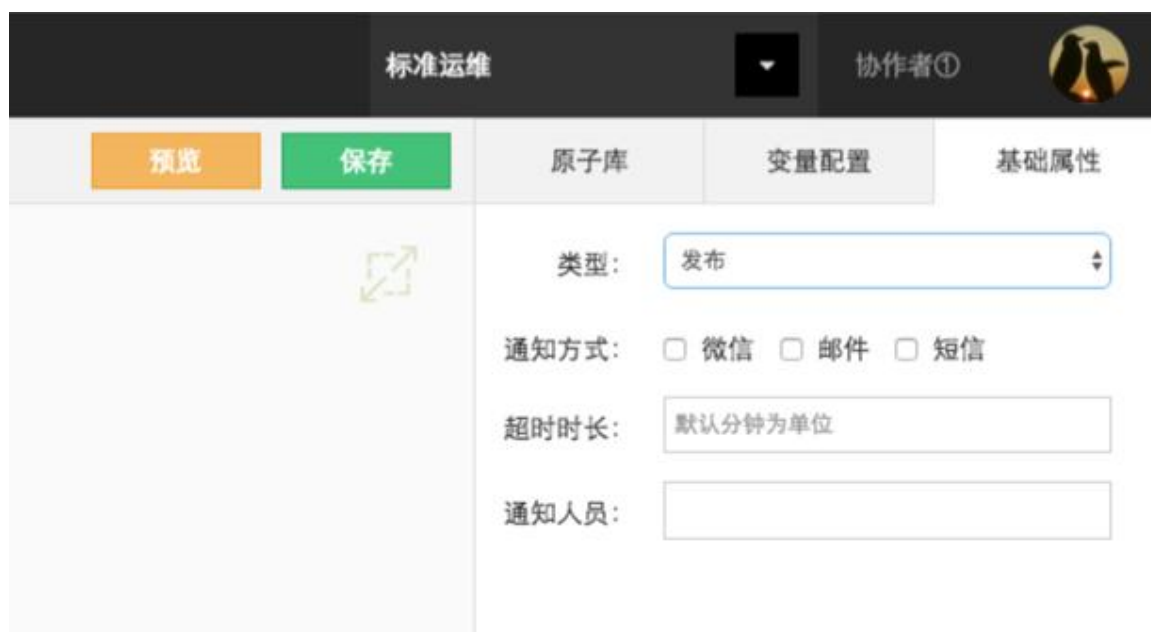 标准运维 协作者①
预览 保存 原子库 变量配置 基础属性
类型: 发布
通知方式: 微信 邮件 短信
超时时长: 默认分钟为单位
通知人员: